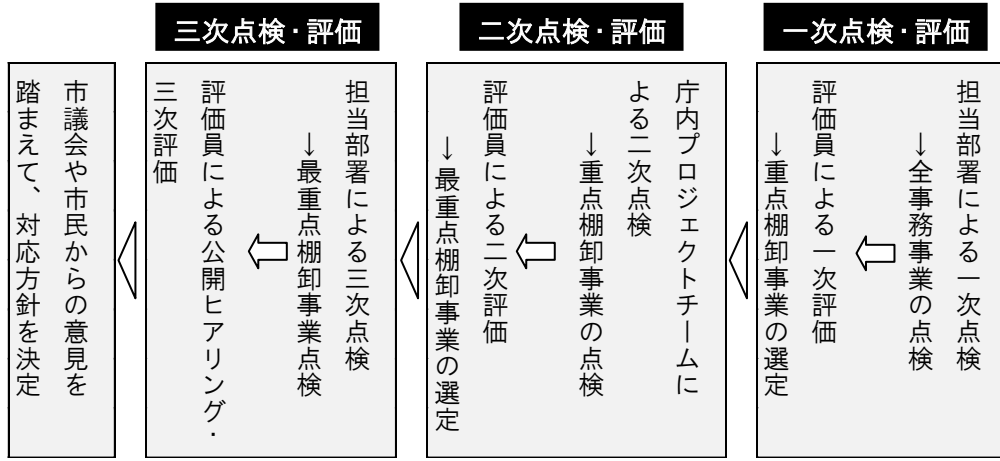 一次点検・評価
担当部署による一次点検
→全事務事業の点検
評価員による一次評価
→重点棚卸事業の選定
二次点検・評価
庁内プロジェクトチームに
よる二次点検
→重点棚卸事業の点検
評価員による二次評価
→最重点棚卸事業の選定
三次点検・評価
担当部署による三次点検
→最重点棚卸事業点検
評価員による公開ヒアリング・
三次評価
市議会や市民からの意見を
踏まえて、対応方針を決定